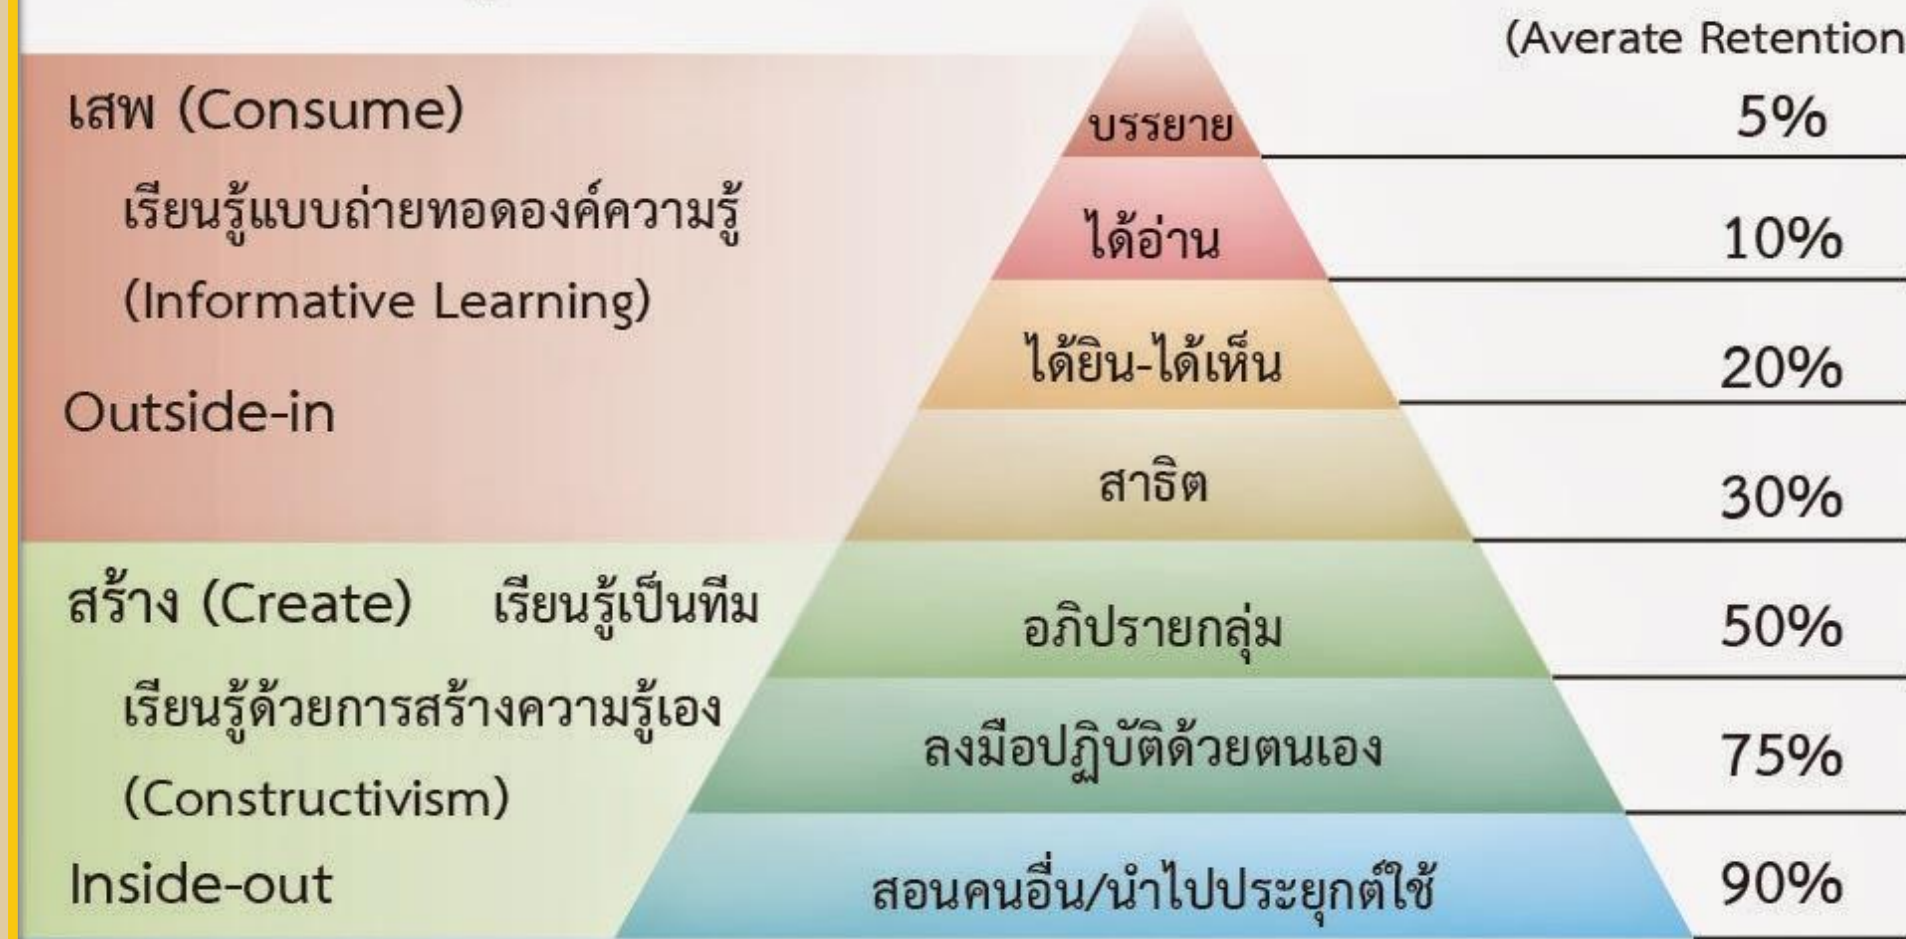 (Averate Retention
เสพ (Consume)
บรรยาย
5%
เรียนรู้แบบถ่ายทอดองค์ความรู้
ได้อ่าน
10%
(Informative Learning)
ได้ยิน-ได้เห็น
20%
Outside-in
สาธิต
30%
สร้าง (Create) เรียนรู้เป็นทีม
อภิปรายกลุ่ม
50%
เรียนรู้ด้วยการสร้างความรู้เอง
ลงมือปฏิบัติด้วยตนเอง
75%
(Constructivism)
Inside-out
สอนคนอื่น/นำไปประยุกต์ใช้
90%